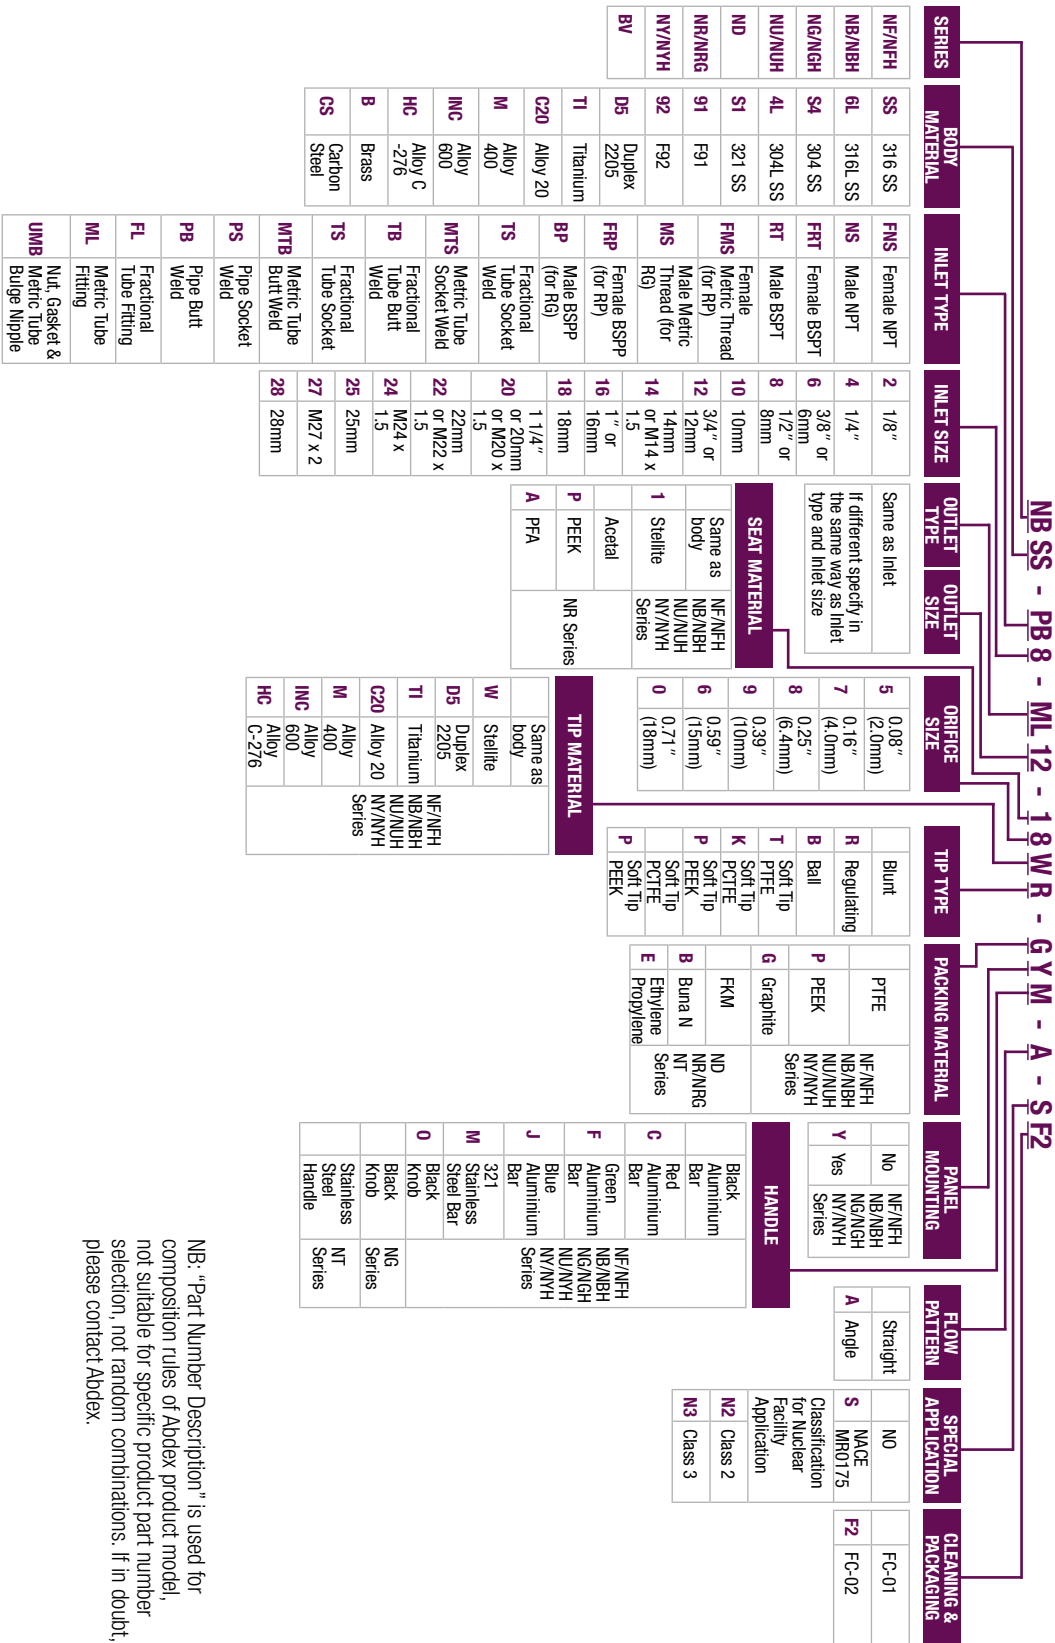 NB SS - PB 8 - ML 12 - 1 8 W R - G Y M - A - S F2
SERIES
NF/NFH
NB/NBH
NG/NGH
NU/NUH
ND
NR/NRG
NY/NYH
BV
BODY
MATERIAL
SS 316 SS
6L 316L SS
S4 304 SS
4L 304L SS
S1 321 SS
91 F91
92 F92
D5 Duplex
2205
TI Titanium
C20 Alloy 20
M Alloy
400
INC Alloy
600
HC Alloy C
-276
B Brass
CS Carbon
Steel
INLET TYPE
FNS Female NPT
NS Male NPT
FRT Female BSPT
RT Male BSPT
FMS Female
Metric Thread
(for RP)
MS Male Metric
Thread (for
RG)
FRP Female BSPP
(for RP)
BP Male BSPP
(for RG)
TS Fractional
Tube Socket
Weld
MTS Metric Tube
Socket Weld
TB Fractional
Tube Butt
Weld
TS Fractional
Tube Socket
MTB Metric Tube
Butt Weld
PS Pipe Socket
Weld
PB Pipe Butt
Weld
FL Fractional
Tube Fitting
ML Metric Tube
Fitting
UMB Nut, Gasket &
Metric Tube
Bulge Nipple
INLET SIZE
2 1/8″
4 1/4″
6 3/8″ or
6mm
8 1/2″ or
8mm
10 10mm
12 3/4″ or
12mm
14 14mm
or M14 x
1.5
16 1″ or
16mm
18 18mm
20 1 1/4″
or 20mm
or M20 x
1.5
22 22mm
or M22 x
1.5
24 M24 x
1.5
25 25mm
27 M27 x 2
28 28mm
OUTLET
TYPE
OUTLET
SIZE
Same as Inlet
If different specify in
the same way as Inlet
type and Inlet size
SEAT MATERIAL
Same as
body
1 Stellite
NF/NFH
NB/NBH
NU/NUH
NY/NYH
Series
Acetal
P PEEK
A PFA
NR Series
ORIFICE
SIZE
5 0.08″
(2.0mm)
7 0.16″
(4.0mm)
8 0.25″
(6.4mm)
9 0.39″
(10mm)
6 0.59″
(15mm)
0 0.71″
(18mm)
TIP MATERIAL
Same as
body
W Stellite
D5 Duplex
2205
TI Titanium
C20 Alloy 20
M Alloy
400
INC Alloy
600
HC Alloy
C-276
NF/NFH
NB/NBH
NU/NUH
NY/NYH
Series
TIP TYPE
Blunt
R Regulating
B Ball
T Soft Tip
PTFE
K Soft Tip
PCTFE
P Soft Tip
PEEK
Soft Tip
PCTFE
P Soft Tip
PEEK
PACKING MATERIAL
PTFE
P PEEK
G Graphite
NF/NFH
NB/NBH
NU/NUH
NY/NYH
Series
FKM
B Buna N
E Ethylene
Propylene
ND
NR/NRG
NT
Series
PANEL
MOUNTING
No
Y Yes
NF/NFH
NB/NBH
NG/NGH
NY/NYH
Series
HANDLE
Black
Aluminium
Bar
C Red
Aluminium
Bar
F Green
Aluminium
Bar
J Blue
Aluminium
Bar
M 321
Stainless
Steel Bar
O Black
Knob
NF/NFH
NB/NBH
NG/NGH
NU/NUH
NY/NYH
Series
Black
Knob
NG
Series
Stainless
Steel
Handle
NT
Series
FLOW
PATTERN
Straight
A Angle
SPECIAL
APPLICATION
NO
S NACE
MR0175
Classification
for Nuclear
Facility
Application
N2 Class 2
N3 Class 3
CLEANING &
PACKAGING
FC-01
F2 FC-02
NB: “Part Number Description” is used for
composition rules of Abdex product model,
not suitable for specific product part number
selection, not random combinations. If in doubt,
please contact Abdex.